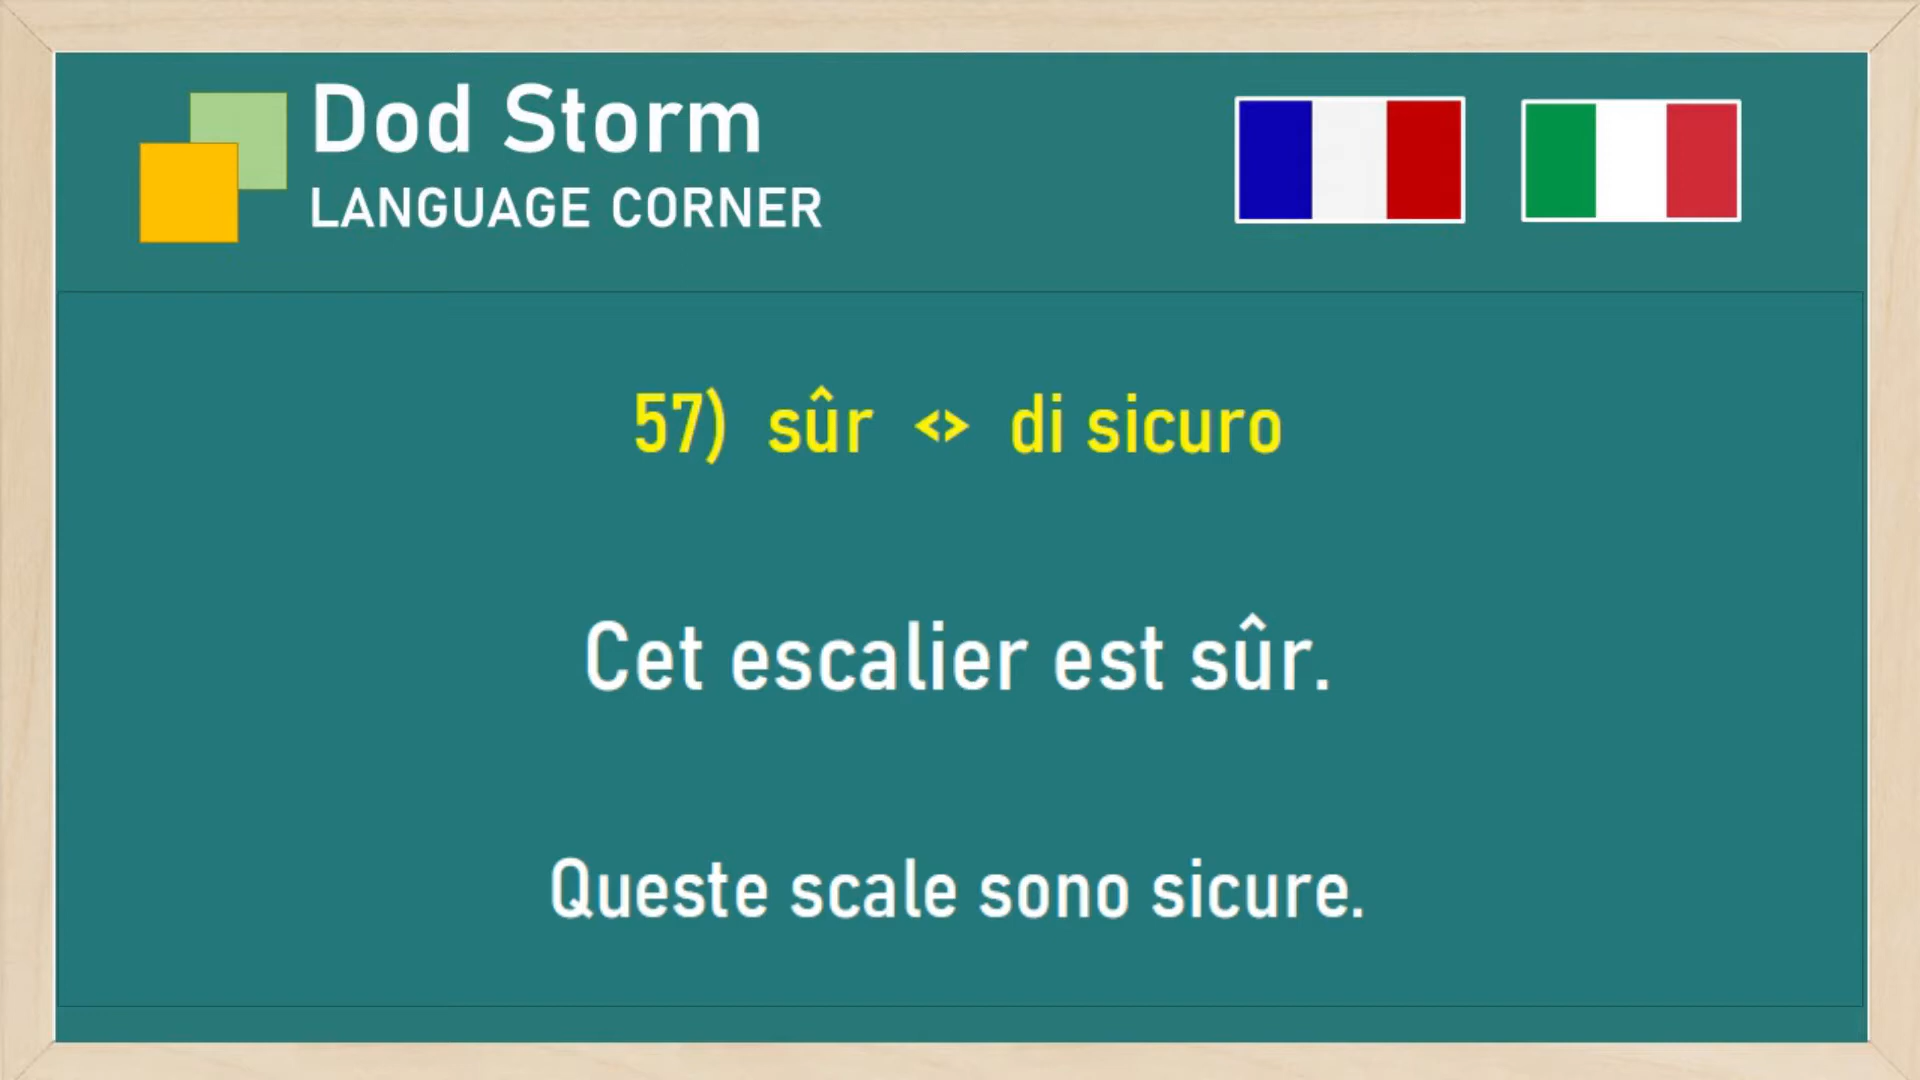 Dod Storm
LANGUAGE CORNER
57) sûr <> di sicuro
Cet escalier est sûr.
Queste scale sono sicure.